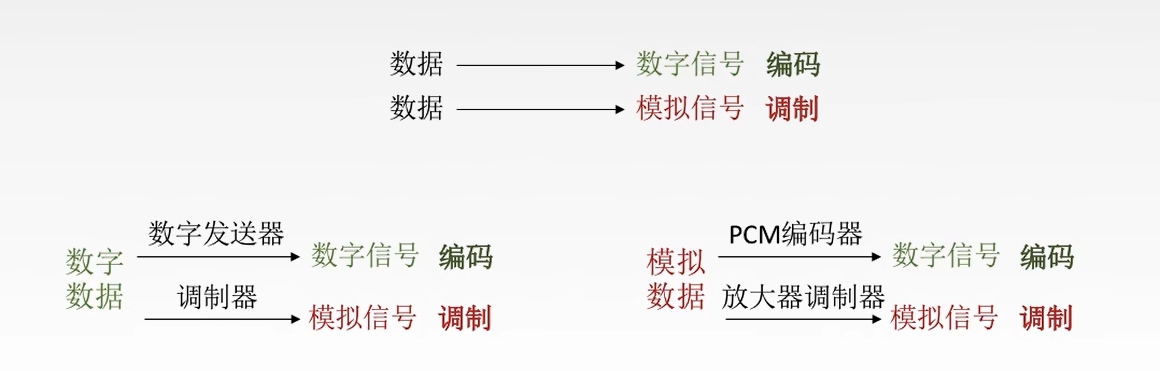 数据 数字信号 编码
数据 模拟信号 调制
数字发送器
数字 数字信号 编码
数据
调制器
模拟信号 调制
PCM编码器
模拟 数字信号 编码
数据
放大器调制器
模拟信号 调制